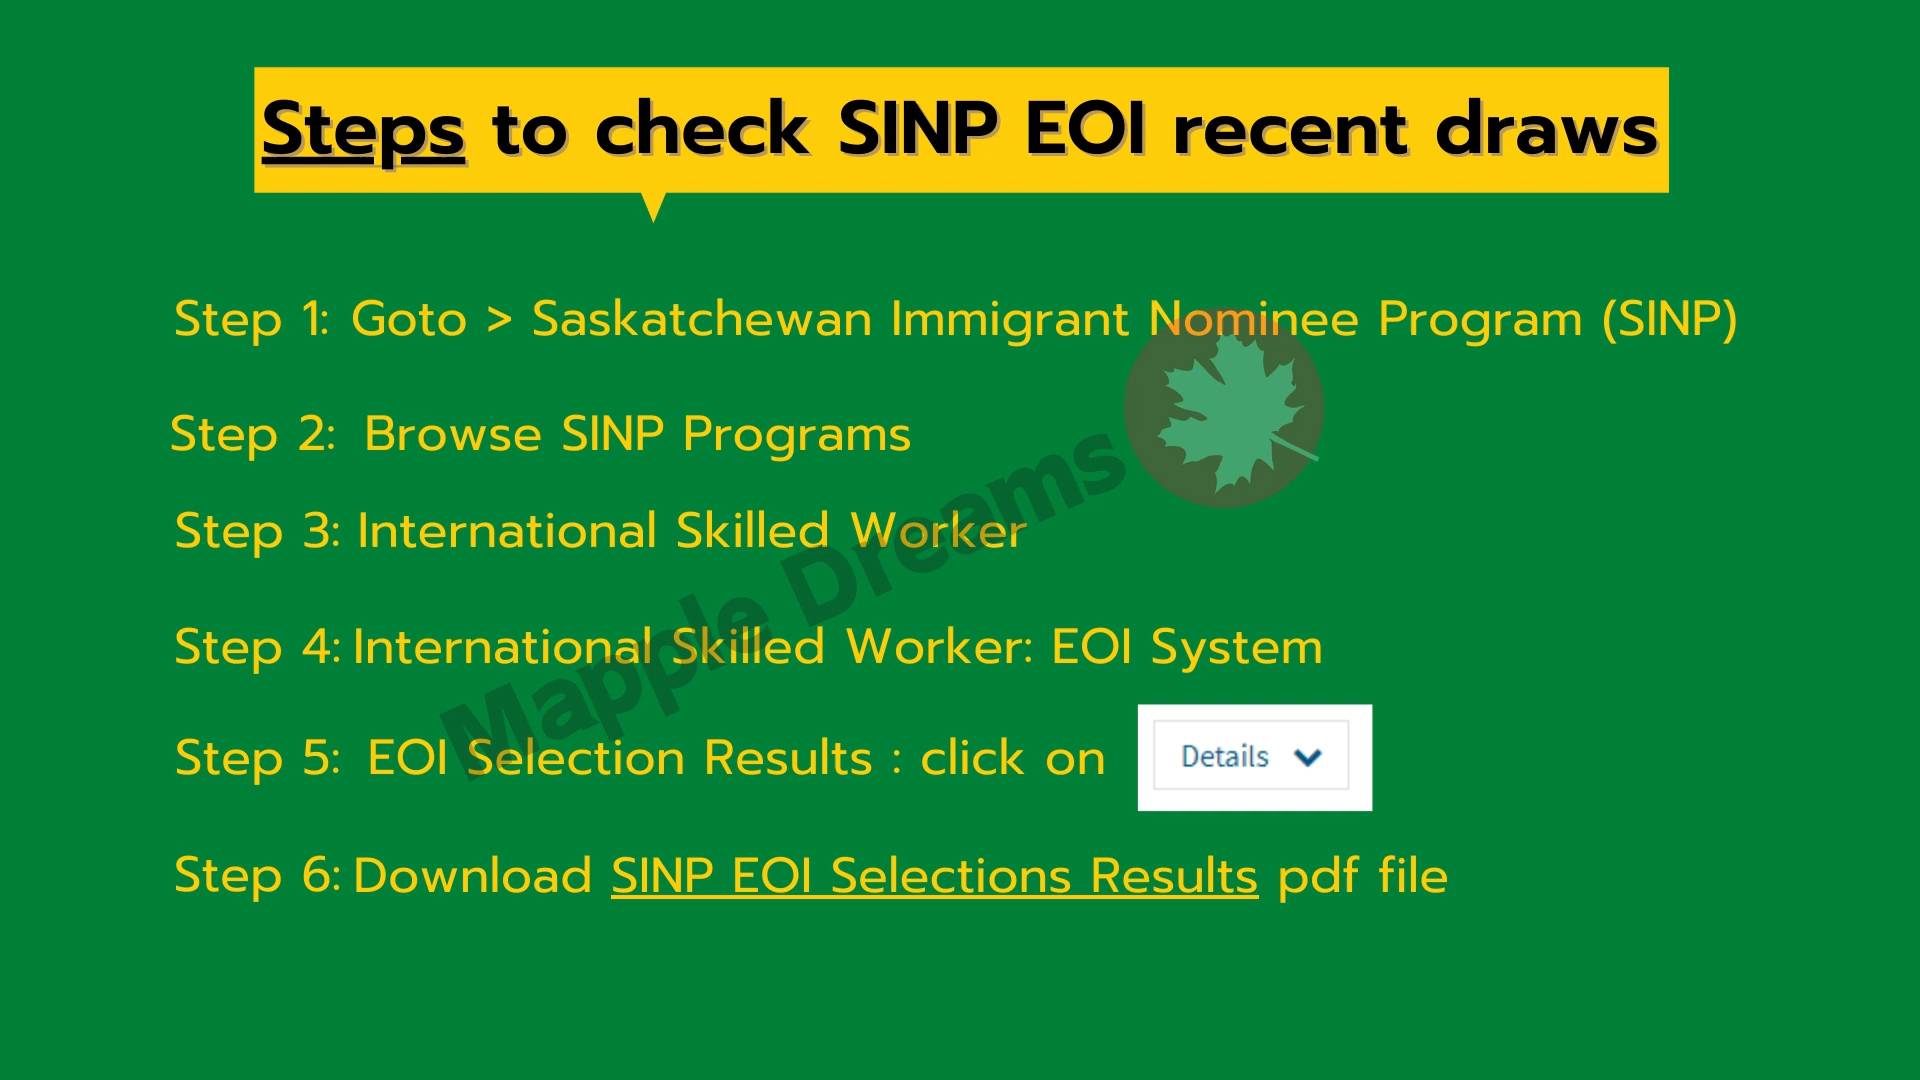 Steps to check SINP EOI recent draws
Step 1: Goto > Saskatchewan Immigrant Nominee Program (SINP)
Step 2: Browse SINP Programs
Step 3: International Skilled Worker
Step 4: International Skilled Worker: EOI System
Step 5: EOI Selection Results : click on Details
Step 6: Download SINP EOI Selections Results pdf file
Mapple Dreams